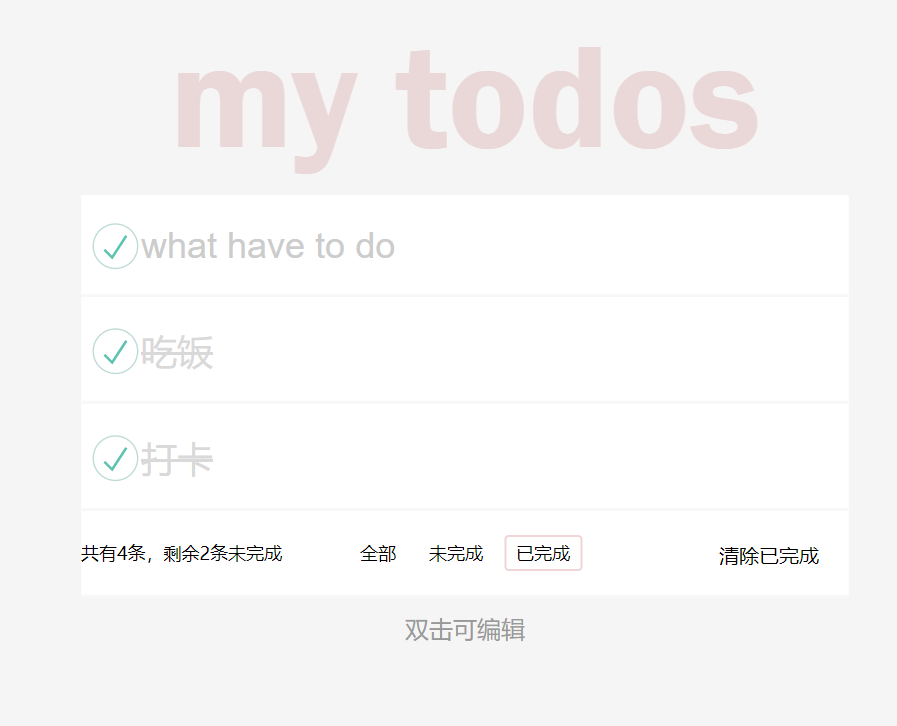 my todos
what have to do
吃饭
打卡
共有4条，剩余2条未完成 全部 未完成 已完成 清除已完成
双击可编辑